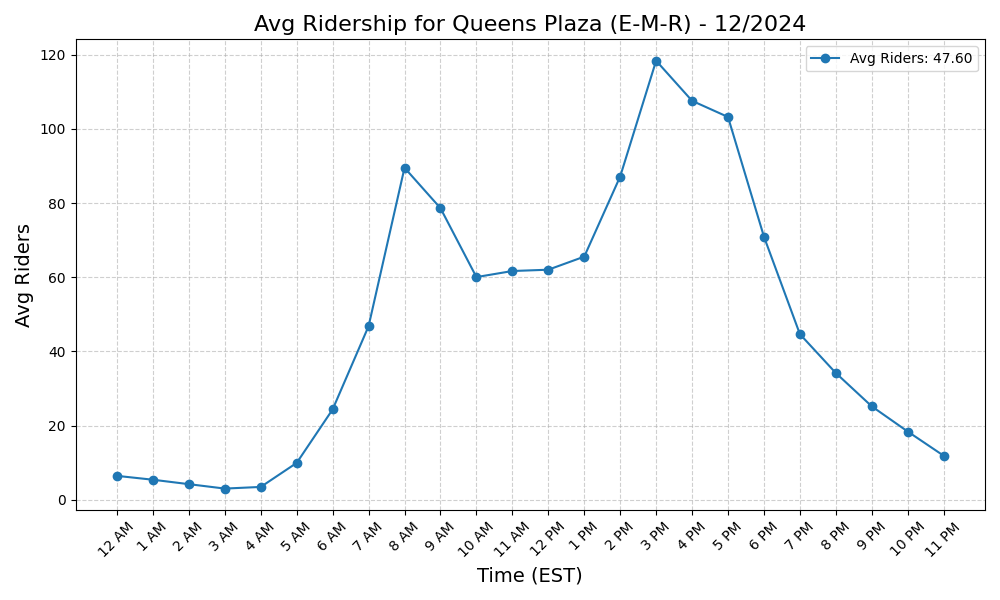 Avg Ridership for Queens Plaza (E-M-R) - 12/2024
Avg Riders: 47.60
120
100
80
60
40
20
0
Avg Riders
12 AM
1 AM
2 AM
3 AM
4 AM
5 AM
6 AM
7 AM
8 AM
9 AM
10 AM
11 AM
12 PM
1 PM
2 PM
3 PM
4 PM
5 PM
6 PM
7 PM
8 PM
9 PM
10 PM
11 PM
Time (EST)